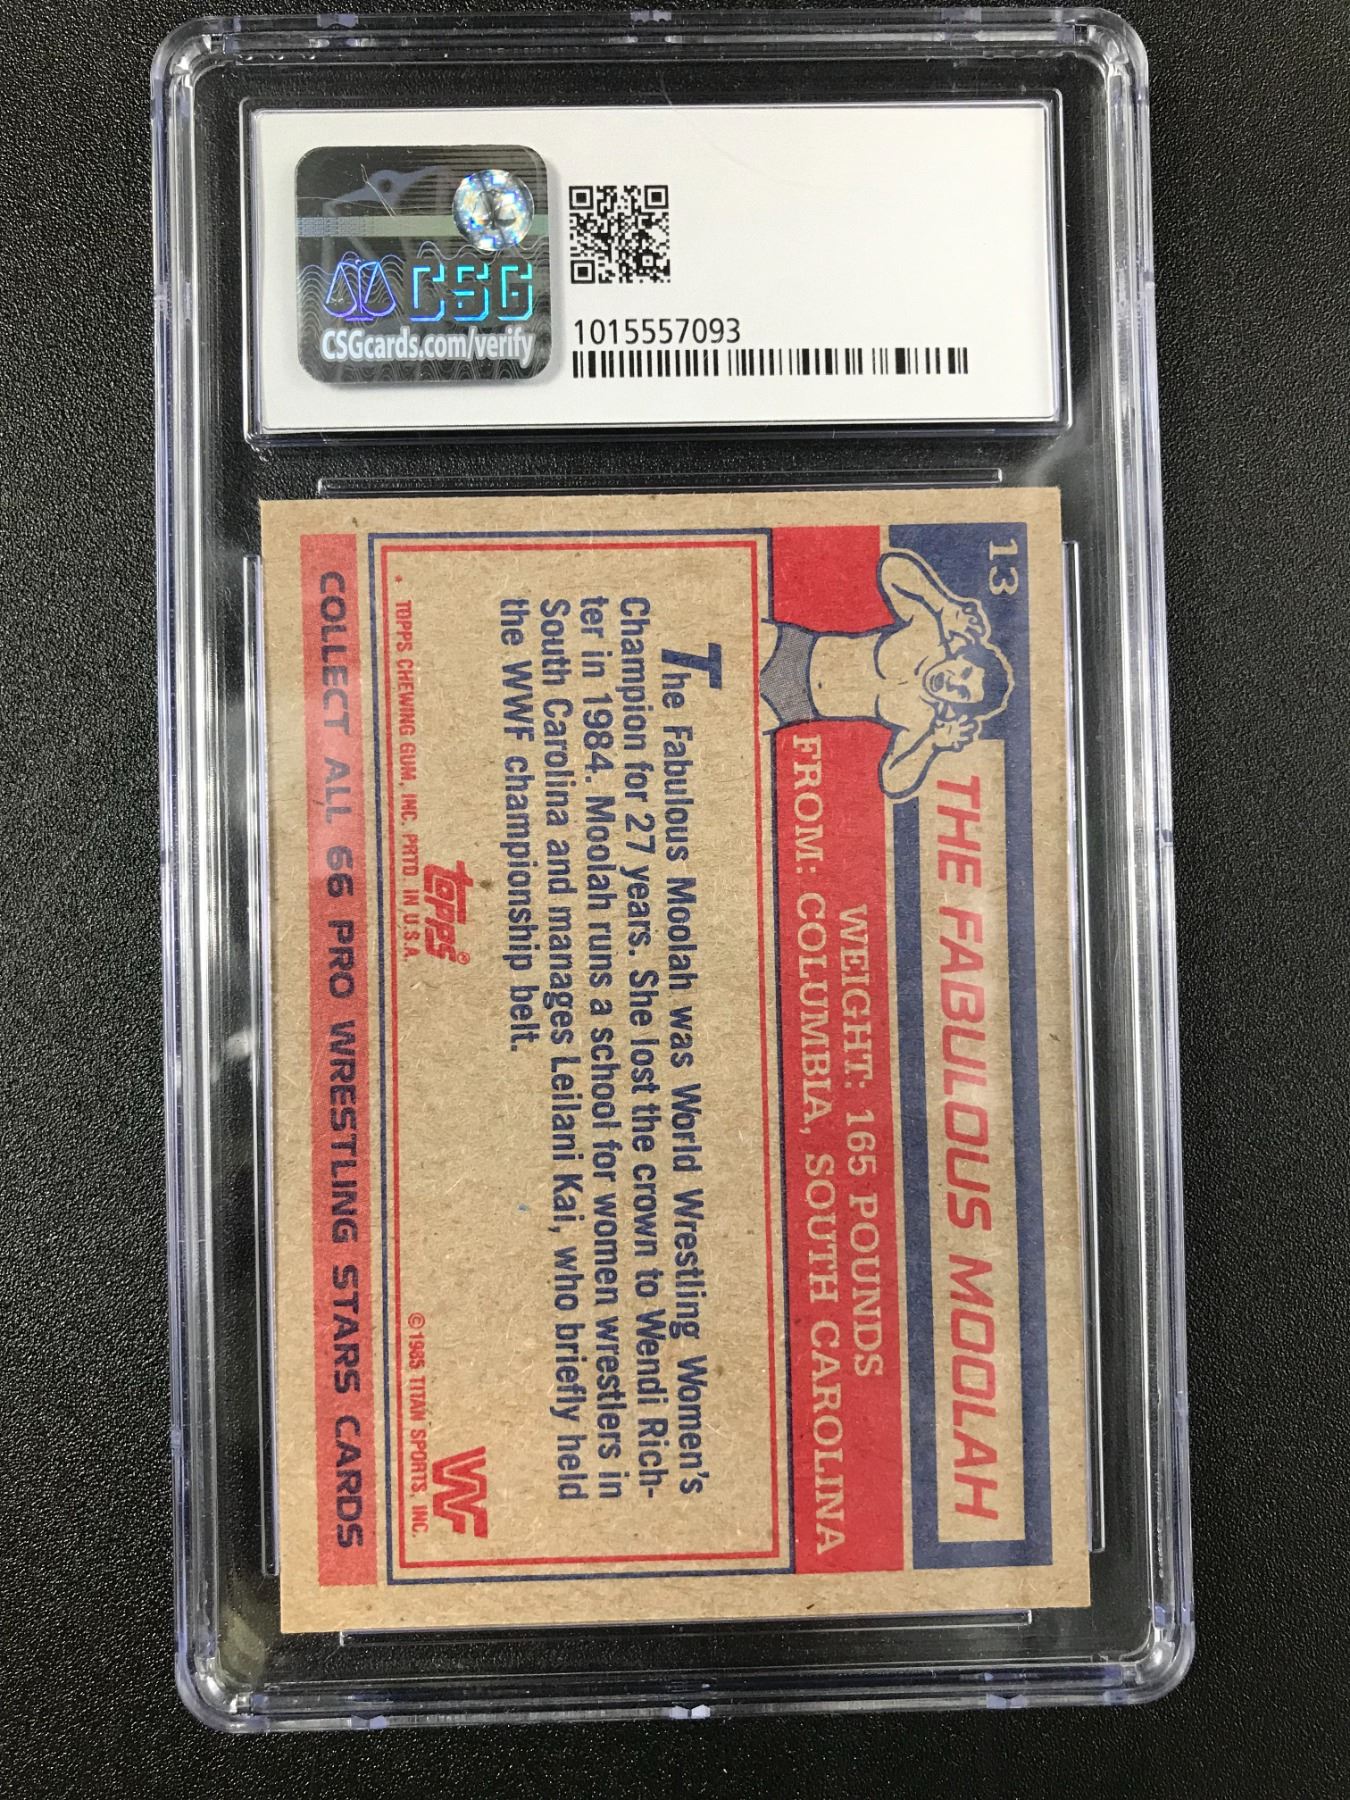 CSG
CSGcards.com/verify
1015557093
13
THE FABULOUS MOOLAH
WEIGHT: 165 POUNDS
FROM: COLUMBIA, SOUTH CAROLINA
The Fabulous Moolah was World Wrestling Women's
Champion for 27 years. She lost the crown to Wendi Rich-
ter in 1984. Moolah runs a school for women wrestlers in
South Carolina and manages Leilani Kai, who briefly held
the WWF championship belt.
topps®
W
* TOPPS CHEWING GUM, INC. PRTD. IN U.S.A.
©1985 TITAN SPORTS, INC.
COLLECT ALL 66 PRO WRESTLING STARS CARDS